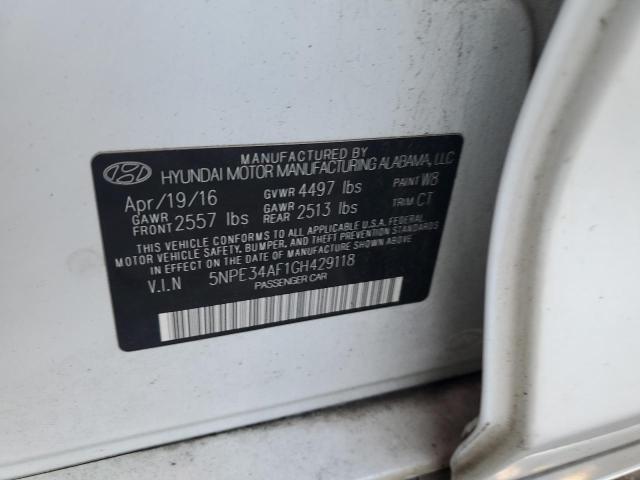 MANUFACTURED BY
HYUNDAI MOTOR MANUFACTURING ALABAMA, LLC
Apr/19/16 GVWR 4497 lbs PAINT W8
GAWR FRONT 2557 lbs GAWR REAR 2513 lbs TRIM CT
THIS VEHICLE CONFORMS TO ALL APPLICABLE U.S.A. FEDERAL
MOTOR VEHICLE SAFETY, BUMPER, AND THEFT PREVENTION STANDARDS
IN EFFECT ON THE DATE OF MANUFACTURE SHOWN ABOVE.
V.I.N 5NPE34AF1GH429118
PASSENGER CAR